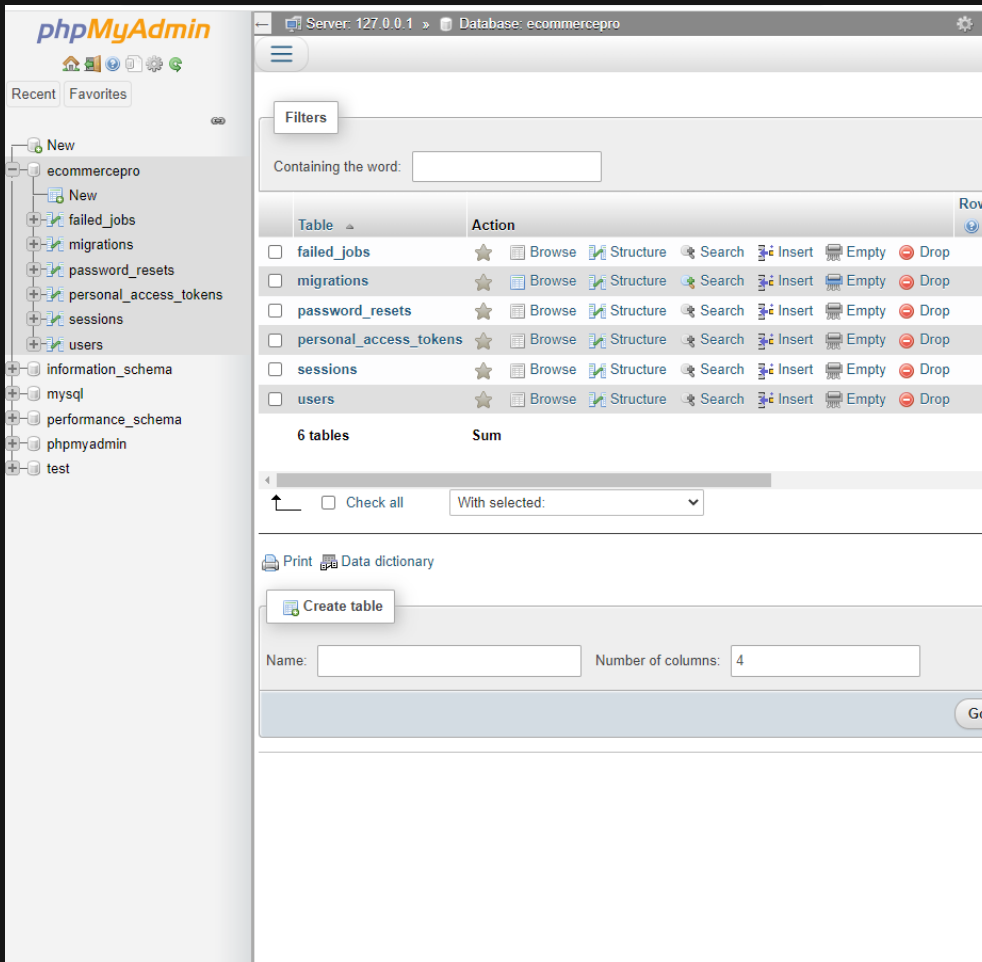 phpMyAdmin
Recent Favorites
New
ecommercepro
New
failed_jobs
migrations
password_resets
personal_access_tokens
sessions
users
information_schema
mysql
performance_schema
phpmyadmin
test
Server: 127.0.0.1 » Database: ecommercepro
Filters
Containing the word:
Table Action Row
failed_jobs Browse Structure Search Insert Empty Drop
migrations Browse Structure Search Insert Empty Drop
password_resets Browse Structure Search Insert Empty Drop
personal_access_tokens Browse Structure Search Insert Empty Drop
sessions Browse Structure Search Insert Empty Drop
users Browse Structure Search Insert Empty Drop
6 tables Sum
Check all With selected:
Print Data dictionary
Create table
Name: Number of columns: 4
Go